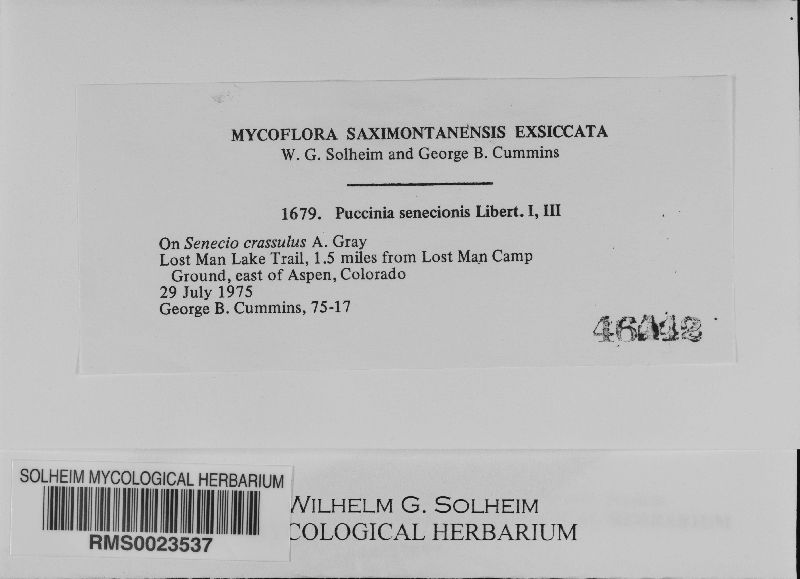 MYCOFLORA SAXIMONTANENSIS EXSICCATA
W. G. Solheim and George B. Cummins
1679. Puccinia senecionis Libert. I, III
On Senecio crassulus A. Gray
Lost Man Lake Trail, 1.5 miles from Lost Man Camp
Ground, east of Aspen, Colorado
29 July 1975
George B. Cummins, 75-17
SOLHEIM MYCOLOGICAL HERBARIUM
RMS0023537
WILHELM G. SOLHEIM
COLOGICAL HERBARIUM